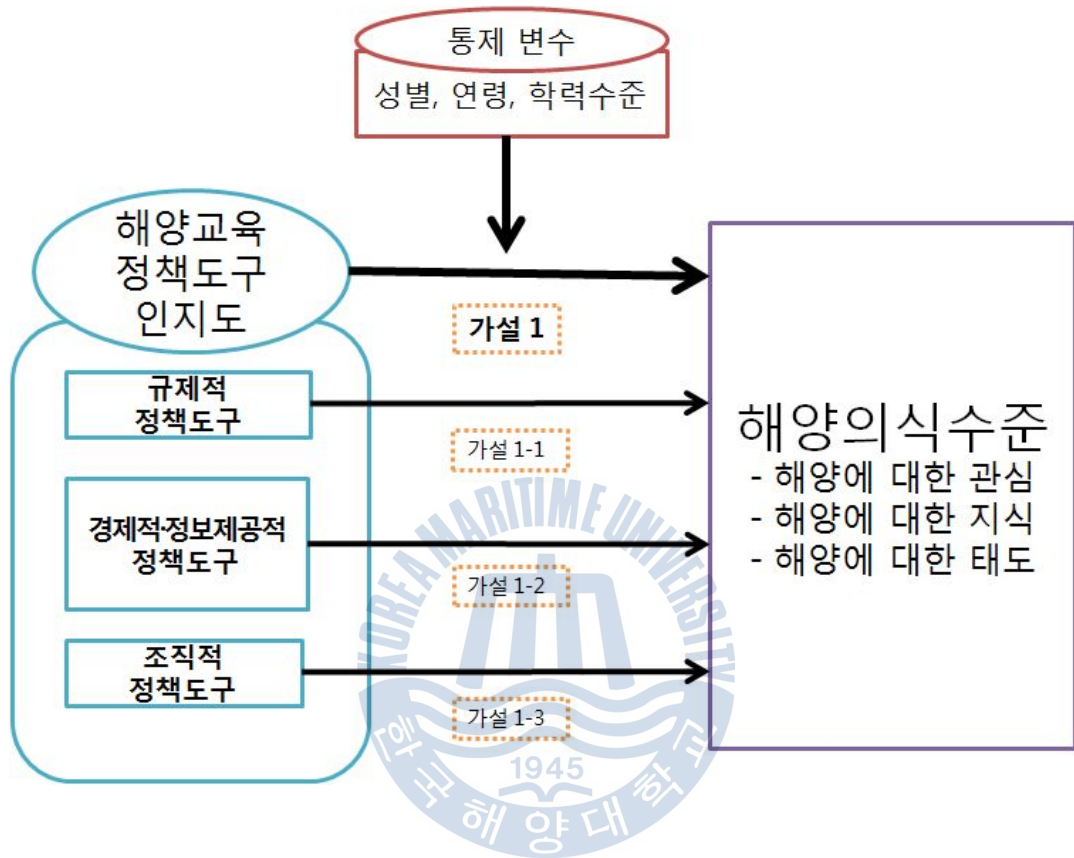 통제 변수
성별, 연령, 학력수준
해양교육
정책도구
인지도
가설 1
규제적
정책도구
가설 1-1
경제적·정보제공적
정책도구
가설 1-2
조직적
정책도구
가설 1-3
해양의식수준
- 해양에 대한 관심
- 해양에 대한 지식
- 해양에 대한 태도
KOREA MARITIME UNIVERSITY
1945
한국해양대학교